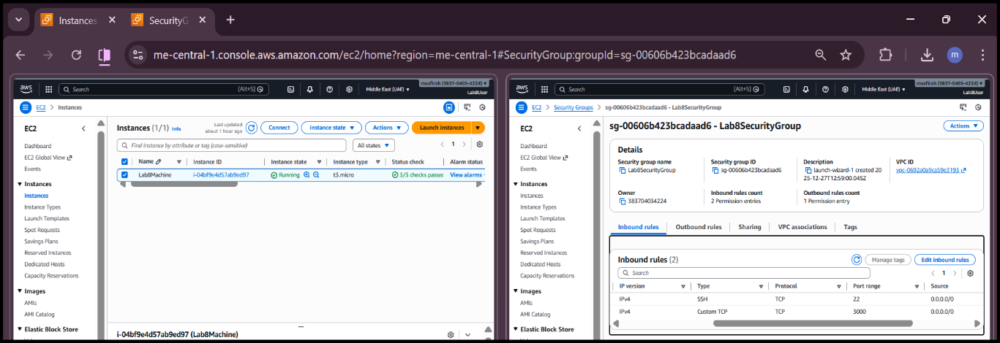 Instances
SecurityG
me-central-1.console.aws.amazon.com/ec2/home?region=me-central-1#SecurityGroup:groupId=sg-00606b423bcadaad6
m
aws
Search
[Alt+S]
Middle East (UAE)
musfirah (3837-0403-4224)
Lab8User
EC2
Instances
EC2
Dashboard
EC2 Global View
Events
Instances
Instances
Instance Types
Launch Templates
Spot Requests
Savings Plans
Reserved Instances
Dedicated Hosts
Capacity Reservations
Images
AMIs
AMI Catalog
Elastic Block Store
Instances (1/1) Info
Last updated
about 1 hour ago
Connect
Instance state
Actions
Launch instances
Find Instance by attribute or tag (case-sensitive)
All states
1
Name Instance ID Instance state Instance type Status check Alarm status
Lab8Machine i-04bf9e4d57ab9ed97 Running t3.micro 3/3 checks passec View alarms
i-04bf9e4d57ab9ed97 (Lab8Machine)
aws
Search
[Alt+S]
Middle East (UAE)
musfirah (3837-0403-4224)
Lab8User
EC2
Security Groups
sg-00606b423bcadaad6 - Lab8SecurityGroup
EC2
Dashboard
EC2 Global View
Events
Instances
Instances
Instance Types
Launch Templates
Spot Requests
Savings Plans
Reserved Instances
Dedicated Hosts
Capacity Reservations
Images
AMIs
AMI Catalog
Elastic Block Store
sg-00606b423bcadaad6 - Lab8SecurityGroup
Actions
Details
Security group name
Lab8SecurityGroup
Security group ID
sg-00606b423bcadaad6
Description
launch-wizard-1 created 20
25-12-27T12:59:00.045Z
VPC ID
vpc-0692a0a9ca59e3193
Owner
383704034224
Inbound rules count
2 Permission entries
Outbound rules count
1 Permission entry
Inbound rules
Outbound rules
Sharing
VPC associations
Tags
Inbound rules (2)
Manage tags
Edit inbound rules
Search
1
IP version Type Protocol Port range Source
IPv4 SSH TCP 22 0.0.0.0/0
IPv4 Custom TCP TCP 3000 0.0.0.0/0